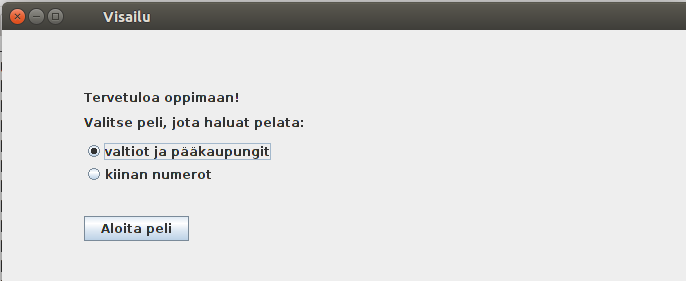 Visailu
Tervetuloa oppimaan!
Valitse peli, jota haluat pelata:
valtiot ja pääkaupungit
kiinan numerot
Aloita peli